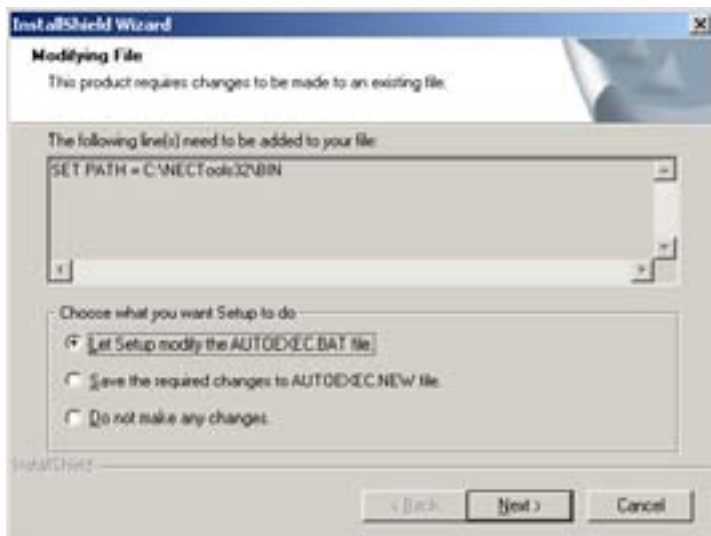 InstallShield Wizard
Modifying File
This product requires changes to be made to an existing file.
The following line(s) need to be added to your file:
SET PATH = C:\NECTools32\BIN
Choose what you want Setup to do
Let Setup modify the AUTOEXEC.BAT file.
Save the required changes to AUTOEXEC.NEW file.
Do not make any changes.
InstallShield
< Back
Next >
Cancel